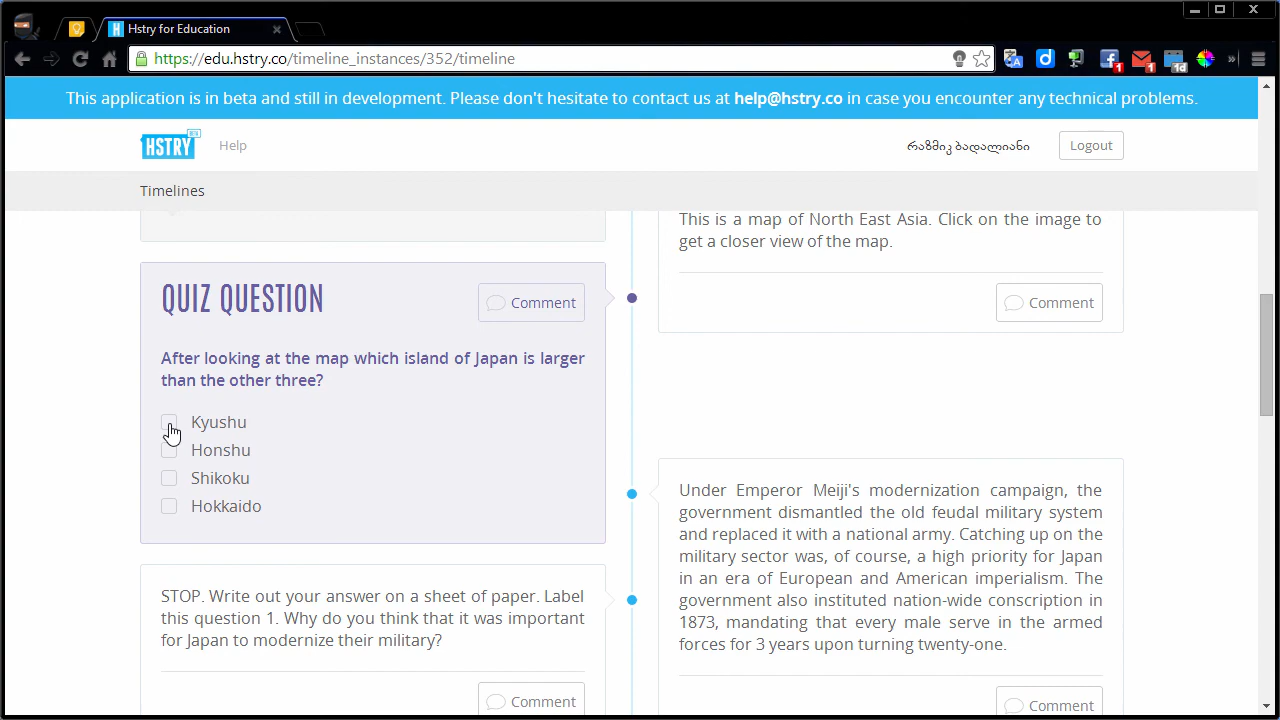 Hstry for Education
https://edu.hstry.co/timeline_instances/352/timeline
1
1
1d
»
This application is in beta and still in development. Please don't hesitate to contact us at help@hstry.co in case you encounter any technical problems.
HSTRY BETA
Help
რაზმიკ ბადალიანი
Logout
Timelines
This is a map of North East Asia. Click on the image to
get a closer view of the map.
Comment
QUIZ QUESTION
Comment
After looking at the map which island of Japan is larger
than the other three?
Kyushu
Honshu
Shikoku
Hokkaido
Under Emperor Meiji's modernization campaign, the
government dismantled the old feudal military system
and replaced it with a national army. Catching up on the
military sector was, of course, a high priority for Japan
in an era of European and American imperialism. The
government also instituted nation-wide conscription in
1873, mandating that every male serve in the armed
forces for 3 years upon turning twenty-one.
Comment
STOP. Write out your answer on a sheet of paper. Label
this question 1. Why do you think that it was important
for Japan to modernize their military?
Comment